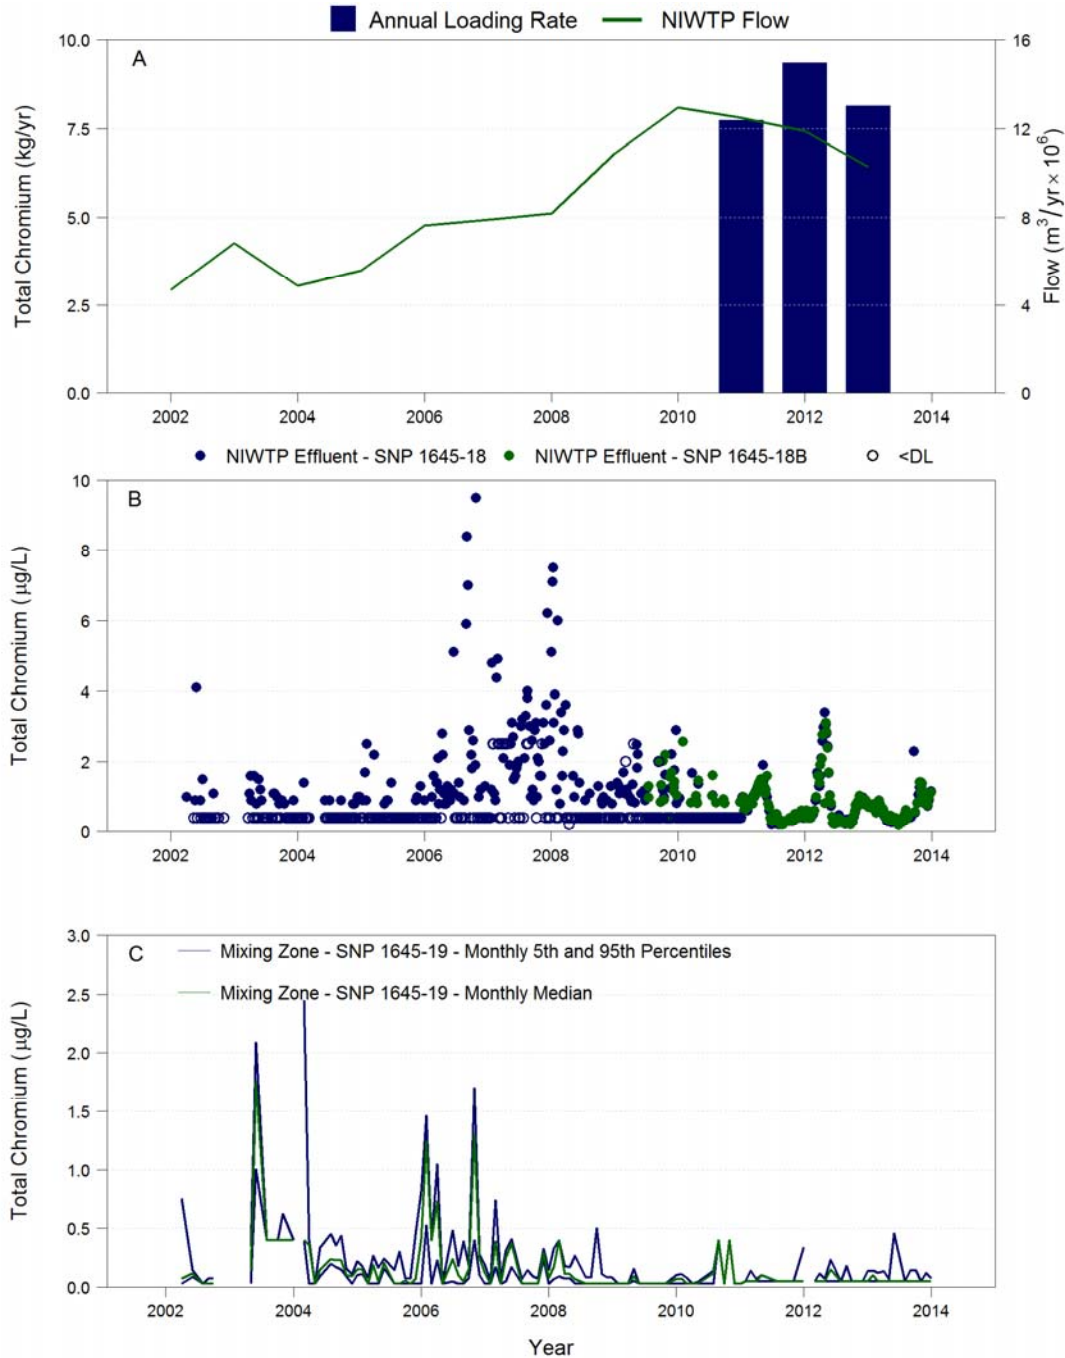 Annual Loading Rate NIWTP Flow
A
Total Chromium (kg/yr)
10.0
7.5
5.0
2.5
0.0
16
12
8
4
0
Flow (m³/yr × 10⁶)
2002 2004 2006 2008 2010 2012 2014
NIWTP Effluent - SNP 1645-18 NIWTP Effluent - SNP 1645-18B <DL
B
Total Chromium (µg/L)
10
8
6
4
2
0
2002 2004 2006 2008 2010 2012 2014
C
Mixing Zone - SNP 1645-19 - Monthly 5th and 95th Percentiles
Mixing Zone - SNP 1645-19 - Monthly Median
Total Chromium (µg/L)
3.0
2.5
2.0
1.5
1.0
0.5
0.0
2002 2004 2006 2008 2010 2012 2014
Year